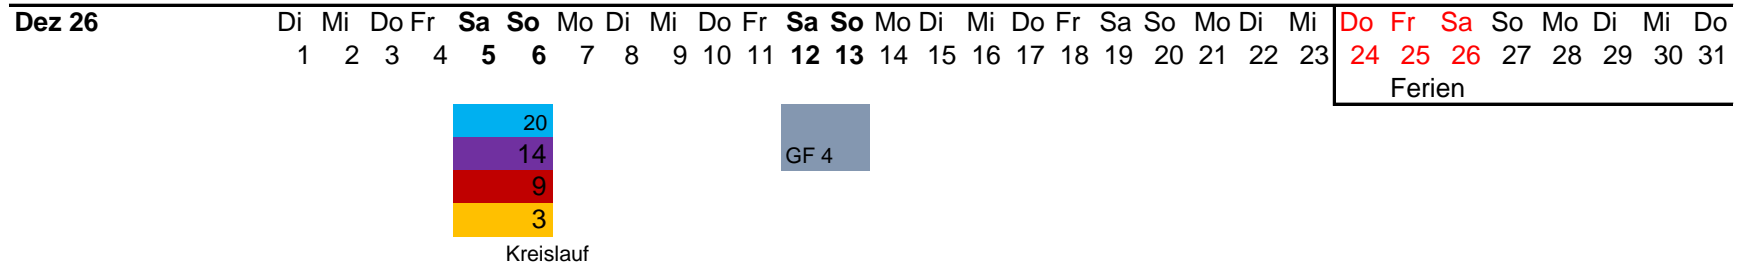 Dez 26 Di Mi Do Fr Sa So Mo Di Mi Do Fr Sa So Mo Di Mi Do Fr Sa So Mo Di Mi Do Fr Sa So Mo Di Mi Do
1 2 3 4 5 6 7 8 9 10 11 12 13 14 15 16 17 18 19 20 21 22 23 24 25 26 27 28 29 30 31
Ferien
20
14 GF 4
9
3
Kreislauf